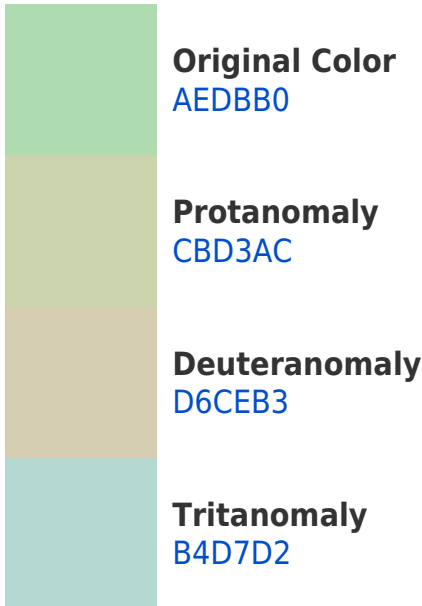 Original Color
AEDBB0
Protanomaly
CBD3AC
Deuteranomaly
D6CEB3
Tritanomaly
B4D7D2